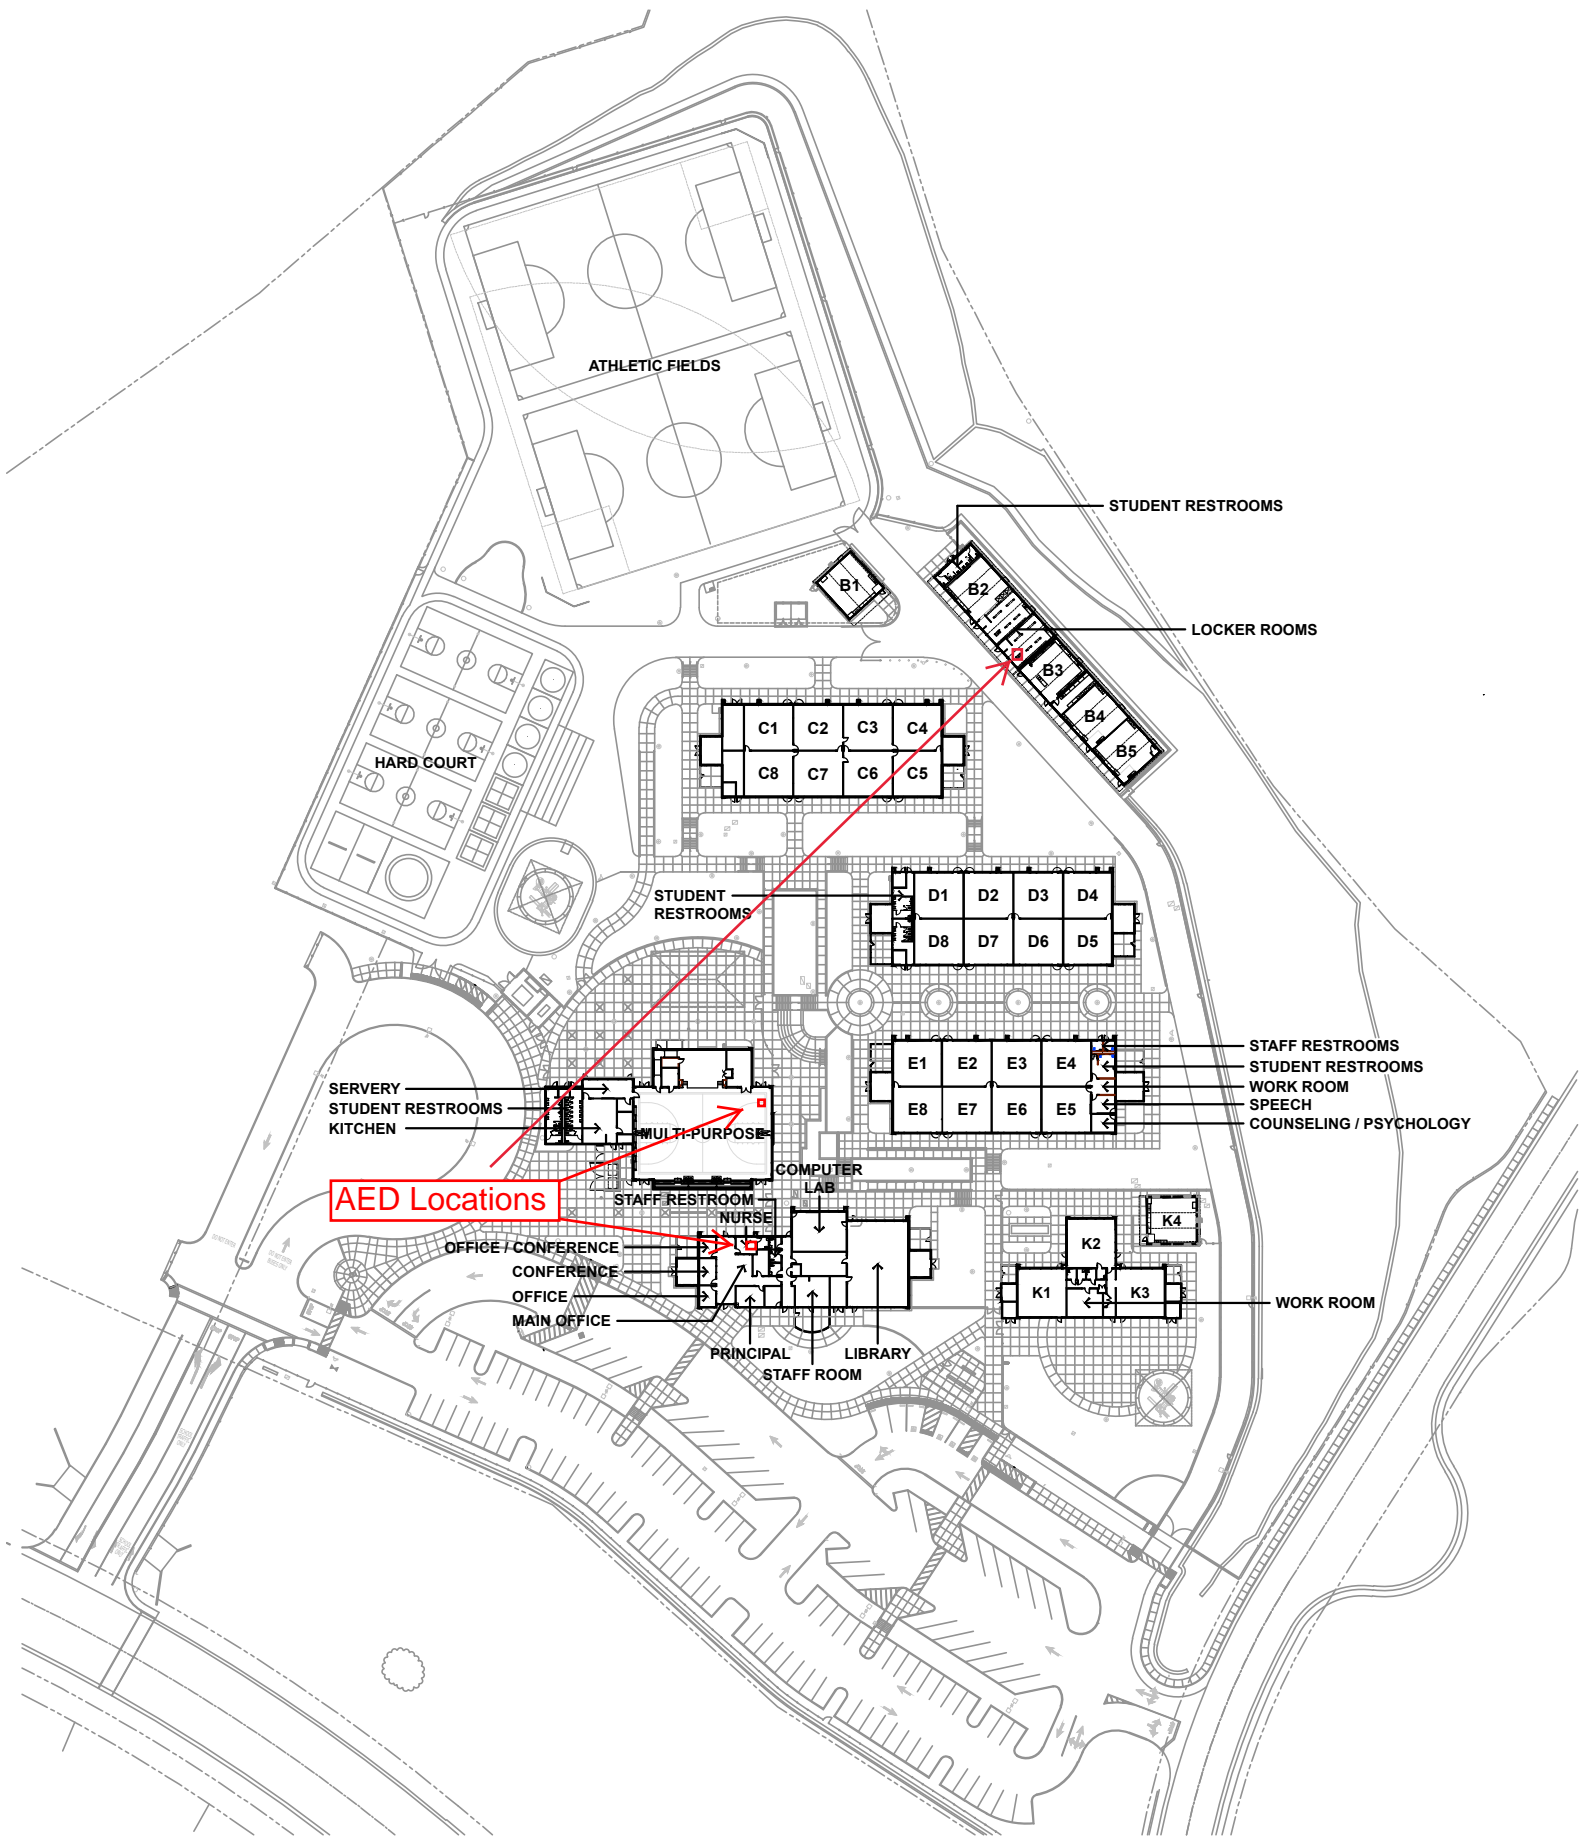 ATHLETIC FIELDS
STUDENT RESTROOMS
B1
B2
LOCKER ROOMS
B3
B4
B5
HARD COURT
C1 C2 C3 C4
C8 C7 C6 C5
STUDENT
RESTROOMS
D1 D2 D3 D4
D8 D7 D6 D5
E1 E2 E3 E4
E8 E7 E6 E5
STAFF RESTROOMS
STUDENT RESTROOMS
WORK ROOM
SPEECH
COUNSELING / PSYCHOLOGY
SERVERY
STUDENT RESTROOMS
KITCHEN
MULTI-PURPOSE
AED Locations
COMPUTER
LAB
STAFF RESTROOM
NURSE
OFFICE / CONFERENCE
CONFERENCE
OFFICE
MAIN OFFICE
PRINCIPAL
LIBRARY
STAFF ROOM
K4
K2
K1
K3
WORK ROOM